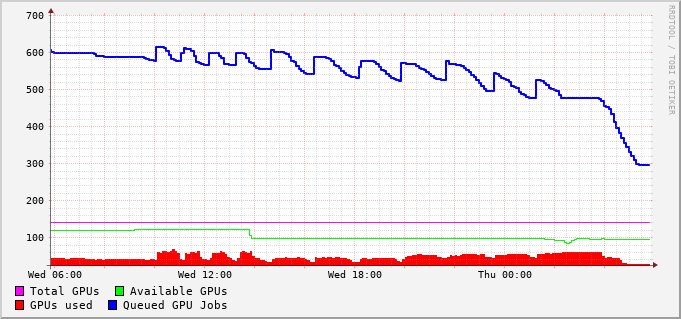 700
600
500
400
300
200
100
Wed 06:00 Wed 12:00 Wed 18:00 Thu 00:00
Total GPUs Available GPUs
GPUs used Queued GPU Jobs
RRDTOOL / TOBI OETIKER